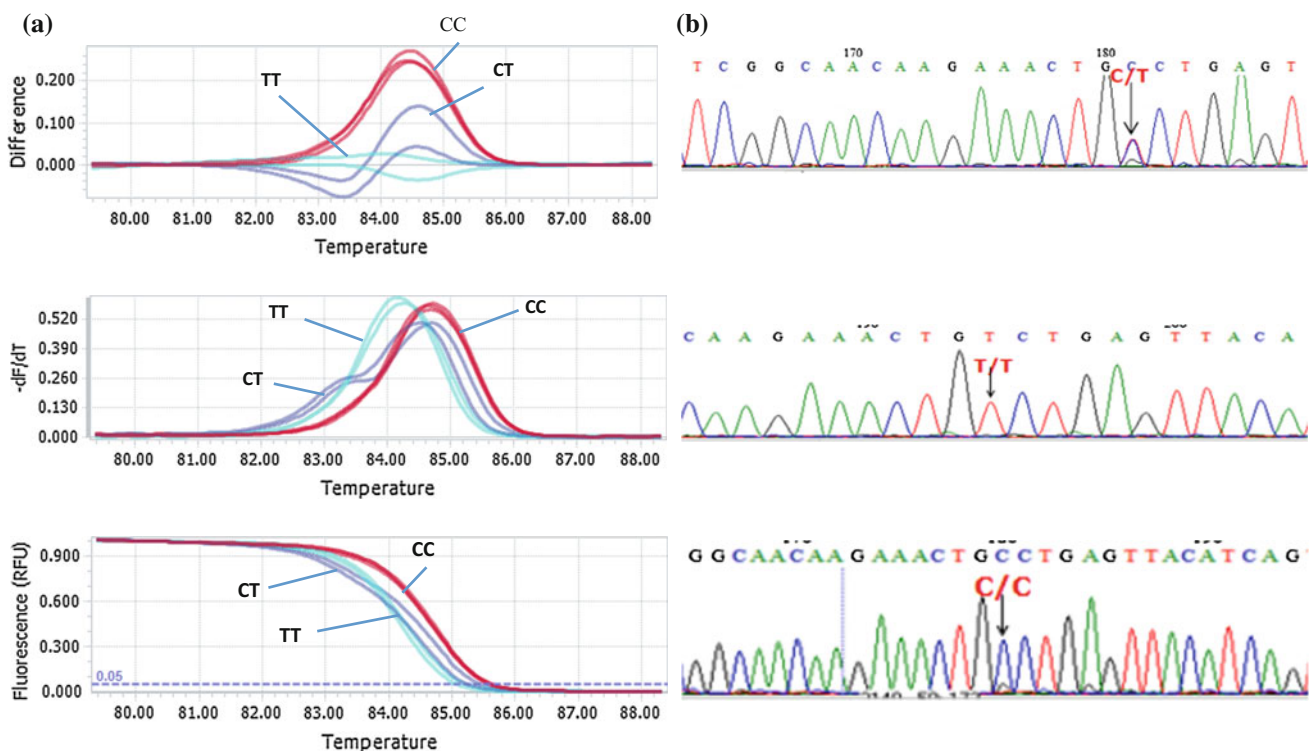 (a)
CC
CT
TT
0.200
0.100
0.000
Difference
80.00 81.00 82.00 83.00 84.00 85.00 86.00 87.00 88.00
Temperature
TT
CC
CT
0.520
0.390
0.260
0.130
0.000
-dF/dT
80.00 81.00 82.00 83.00 84.00 85.00 86.00 87.00 88.00
Temperature
CC
CT
TT
0.900
0.600
0.300
0.000
0.05
Fluorescence (RFU)
80.00 81.00 82.00 83.00 84.00 85.00 86.00 87.00 88.00
Temperature
(b)
170 180
T C G G C A A C A A G A A A C T G C C T G A G T
C/T
C A A G A A A C T G T C T G A G T T A C A
T/T
GGCAACAAGAAACTGCCTGAGTTACATCAG
C/C